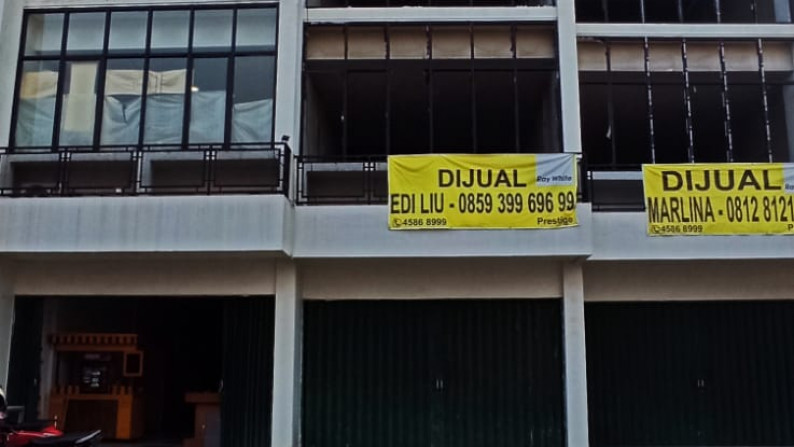 DIJUAL Ray White
EDI LIU - 0859 399 696 99
4586 8999 Prestige
DIJUAL
MARLINA - 0812 8121
4586 8999